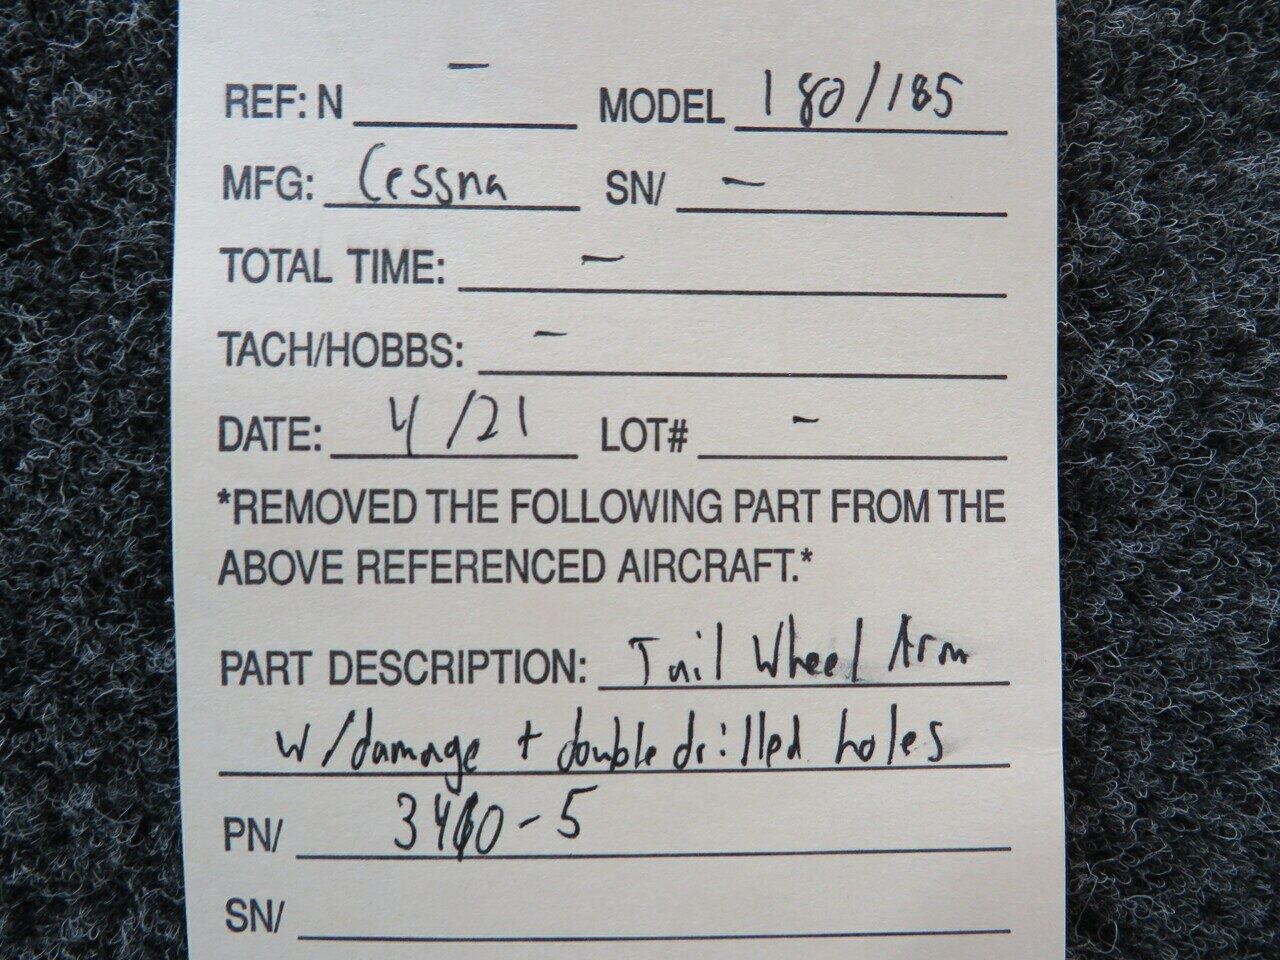 REF: N - MODEL 180/185
MFG: Cessna SN/ -
TOTAL TIME: -
TACH/HOBBS: -
DATE: 4/21 LOT# -
*REMOVED THE FOLLOWING PART FROM THE
ABOVE REFERENCED AIRCRAFT.*
PART DESCRIPTION: Tail Wheel Arm
w/damage + double drilled holes
PN/ 3410-5
SN/